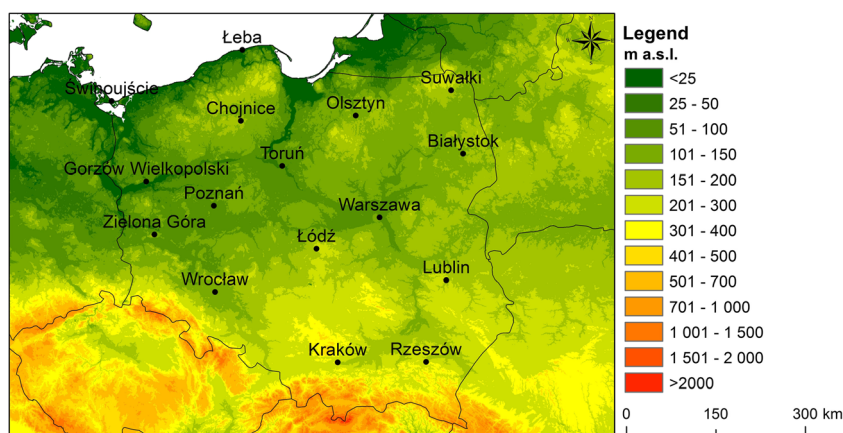 Łeba
Świnoujście
Chojnice
Olsztyn
Suwałki
Białystok
Toruń
Gorzów Wielkopolski
Poznań
Warszawa
Zielona Góra
Łódź
Wrocław
Lublin
Kraków
Rzeszów
Legend
m a.s.l.
<25
25 - 50
51 - 100
101 - 150
151 - 200
201 - 300
301 - 400
401 - 500
501 - 700
701 - 1 000
1 001 - 1 500
1 501 - 2 000
>2000
0 150 300 km